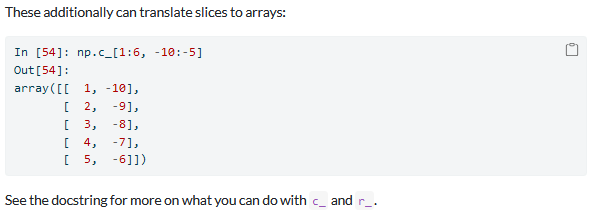 These additionally can translate slices to arrays:
In [54]: np.c_[1:6, -10:-5]
Out[54]:
array([[  1, -10],
       [  2,  -9],
       [  3,  -8],
       [  4,  -7],
       [  5,  -6]])
See the docstring for more on what you can do with c_ and r_.